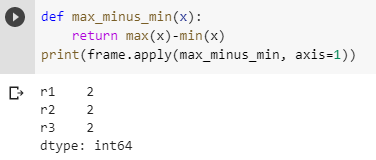 def max_minus_min(x):
    return max(x)-min(x)
print(frame.apply(max_minus_min, axis=1))
r1    2
r2    2
r3    2
dtype: int64